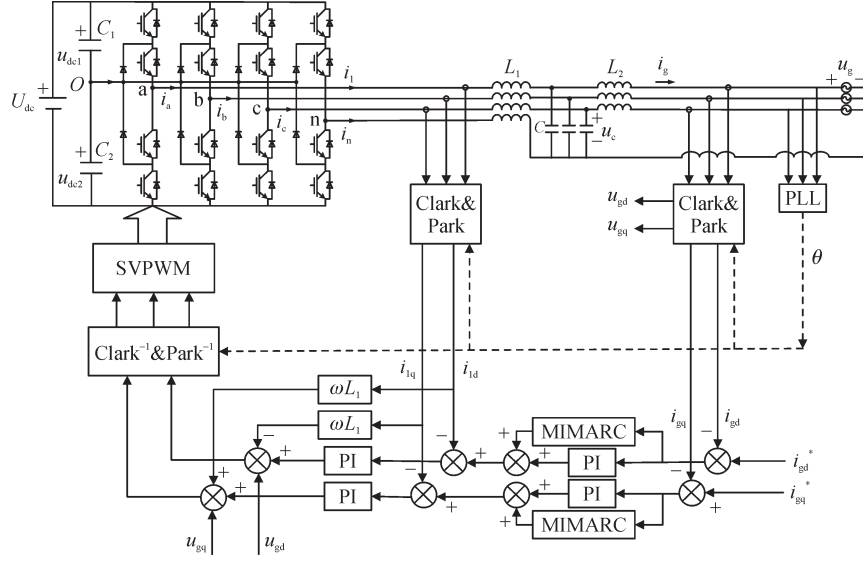 C₁
u_dc1
U_dc
O
C₂
u_dc2
a
b
c
n
i_a
i_b
i_c
i_n
i₁
L₁
L₂
i_g
u_g
C
u_c
Clark&
Park
u_gd
u_gq
Clark&
Park
PLL
θ
SVPWM
Clark⁻¹&Park⁻¹
i_1q
i_1d
i_gq
i_gd
ωL₁
ωL₁
MIMARC
PI
PI
i_gd*
PI
PI
i_gq*
MIMARC
u_gq
u_gd